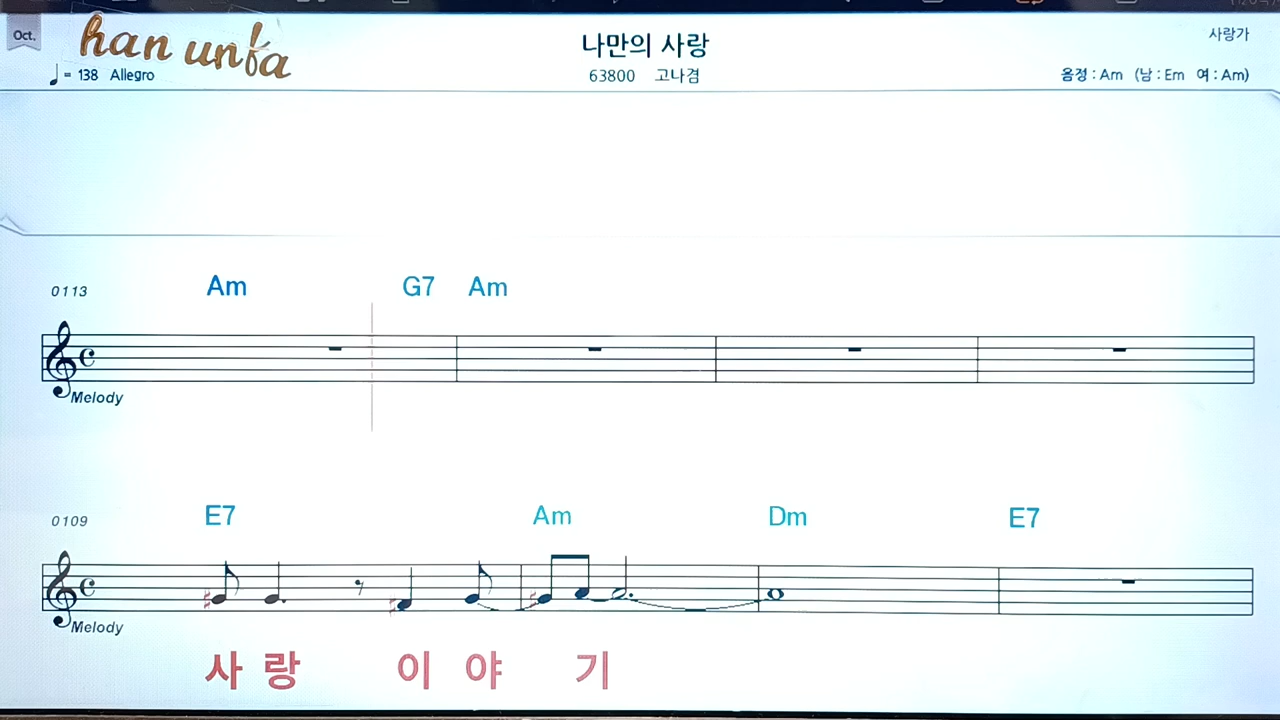 Oct.
han unfa
나만의 사랑
사랑가
= 138 Allegro
63800 고나겸
음정 : Am (남 : Em 여 : Am)
0113
Am G7 Am
Melody
0109
E7 Am Dm E7
Melody
사 랑 이 야 기